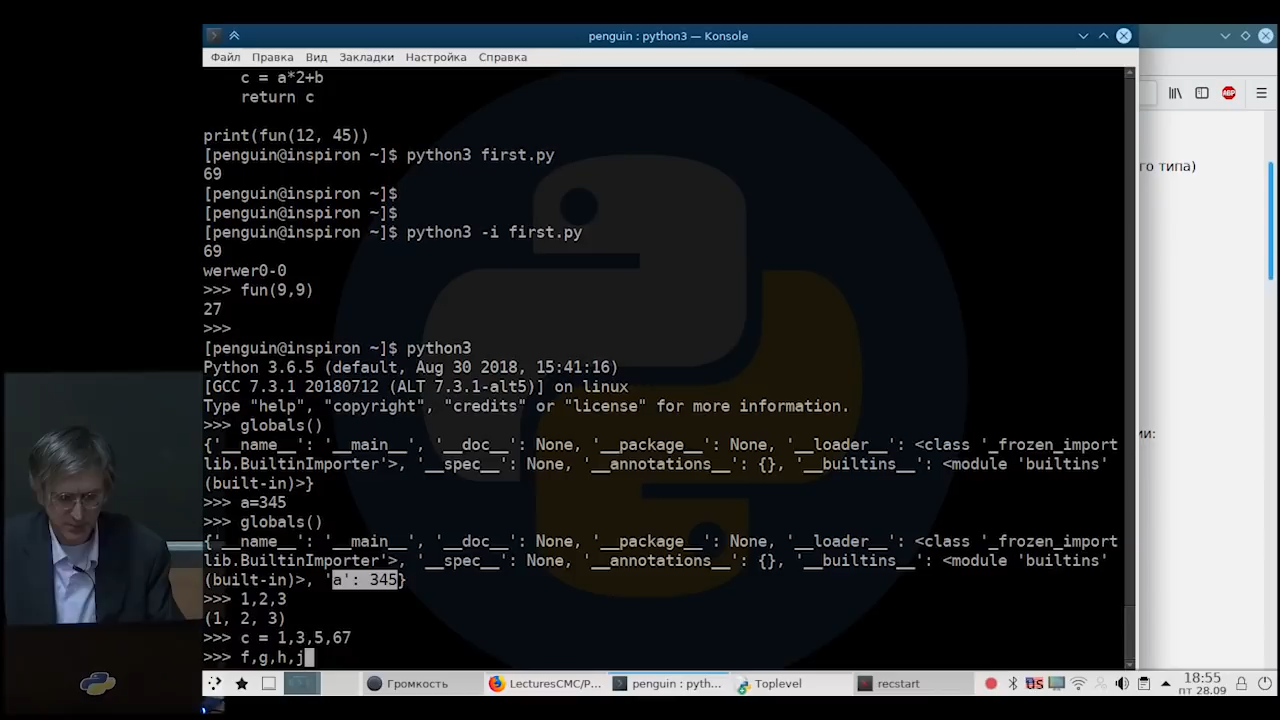 penguin : python3 — Konsole
Файл Правка Вид Закладки Настройка Справка
c = a*2+b
return c
print(fun(12, 45))
[penguin@inspiron ~]$ python3 first.py
69
[penguin@inspiron ~]$
[penguin@inspiron ~]$
[penguin@inspiron ~]$ python3 -i first.py
69
werwer0-0
>>> fun(9,9)
27
>>>
[penguin@inspiron ~]$ python3
Python 3.6.5 (default, Aug 30 2018, 15:41:16)
[GCC 7.3.1 20180712 (ALT 7.3.1-alt5)] on linux
Type "help", "copyright", "credits" or "license" for more information.
>>> globals()
{'__name__': '__main__', '__doc__': None, '__package__': None, '__loader__': <class '_frozen_import
lib.BuiltinImporter'>, '__spec__': None, '__annotations__': {}, '__builtins__': <module 'builtins'
(built-in)>}
>>> a=345
>>> globals()
{'__name__': '__main__', '__doc__': None, '__package__': None, '__loader__': <class '_frozen_import
lib.BuiltinImporter'>, '__spec__': None, '__annotations__': {}, '__builtins__': <module 'builtins'
(built-in)>, 'a': 345}
>>> 1,2,3
(1, 2, 3)
>>> c = 1,3,5,67
>>> f,g,h,j
ABP
го типа)
ии:
Громкость LecturesCMC/P... penguin : pyth... Toplevel recstart US 18:55
пт 28.09